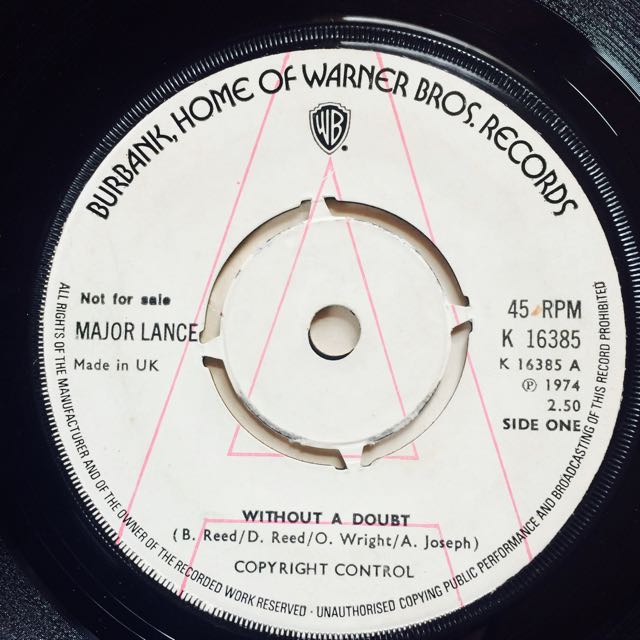 BURBANK, HOME OF WARNER BROS. RECORDS
WB
Not for sale
MAJOR LANCE
Made in UK
45 RPM
K 16385
K 16385 A
Ⓟ 1974
2.50
SIDE ONE
WITHOUT A DOUBT
(B. Reed/D. Reed/O. Wright/A. Joseph)
COPYRIGHT CONTROL
ALL RIGHTS OF THE MANUFACTURER AND OF THE OWNER OF THE RECORDED WORK RESERVED - UNAUTHORISED COPYING PUBLIC PERFORMANCE AND BROADCASTING OF THIS RECORD PROHIBITED
A